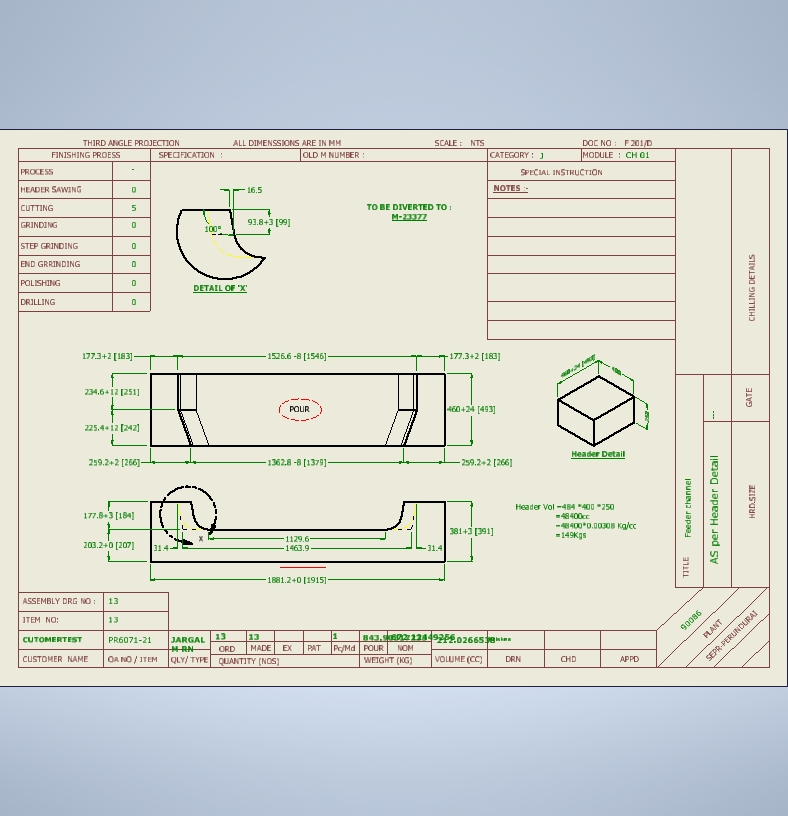 THIRD ANGLE PROJECTION ALL DIMENSSIONS ARE IN MM SCALE : NTS DOC NO : F 201/D
FINISHING PROESS SPECIFICATION : OLD M NUMBER : CATEGORY : J MODULE : CH 01
PROCESS -
HEADER SAWING 0
CUTTING 5
GRINDING 0
STEP GRINDING 0
END GRRINDING 0
POLISHING 0
DRILLING 0
SPECIAL INSTRUCTION
NOTES :-
16.5
93.8+3 [99]
100°
DETAIL OF 'X'
TO BE DIVERTED TO :
M-23377
177.3+2 [183] 1526.6 -8 [1546] 177.3+2 [183]
234.6+12 [251]
225.4+12 [242]
POUR
460+24 [493]
259.2+2 [266] 1362.8 -8 [1379] 259.2+2 [266]
Header Detail
177.8+3 [184]
203.2+0 [207]
X
1129.6
31.4 1463.9 31.4
381+3 [391]
1881.2+0 [1915]
Header Vol =484 *400 *250
=48400cc
=48400*0.00308 Kg/cc
=149Kgs
CHILLING DETAILS
GATE
---
HRD.SIZE
AS per Header Detail
TITLE Feeder channel
ASSEMBLY DRG NO : 13
ITEM NO: 13
CUTOMERTEST PR6071-21 JARGAL
M-RN
13 13 1
ORD MADE EX PAT Pc/Md POUR NOM
CUSTOMER NAME OA NO / ITEM QLY/ TYPE QUANTITY (NOS) WEIGHT (KG) VOLUME (CC) DRN CHD APPD
212.0266538
90086
PLANT
SEPR-PERUNDURAI